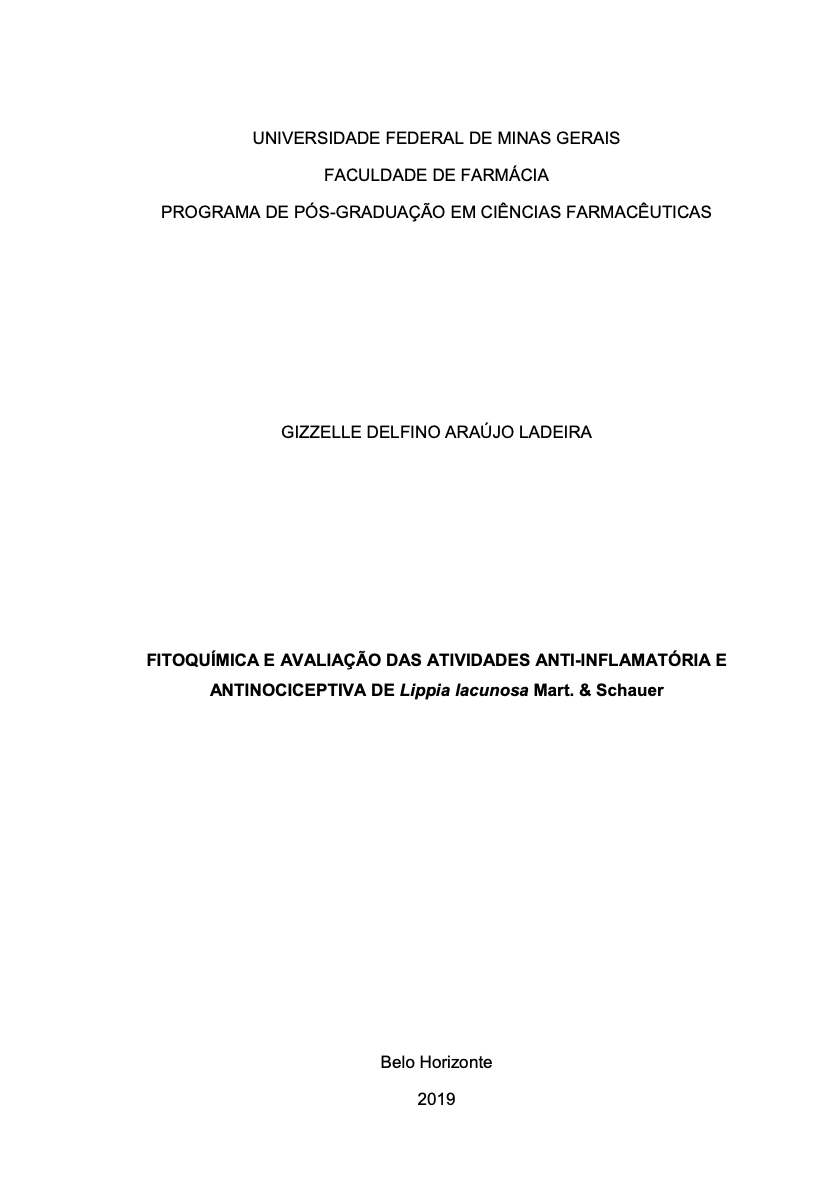 UNIVERSIDADE FEDERAL DE MINAS GERAIS
FACULDADE DE FARMÁCIA
PROGRAMA DE PÓS-GRADUAÇÃO EM CIÊNCIAS FARMACÊUTICAS
GIZZELLE DELFINO ARAÚJO LADEIRA
FITOQUÍMICA E AVALIAÇÃO DAS ATIVIDADES ANTI-INFLAMATÓRIA E
ANTINOCICEPTIVA DE Lippia lacunosa Mart. & Schauer
Belo Horizonte
2019